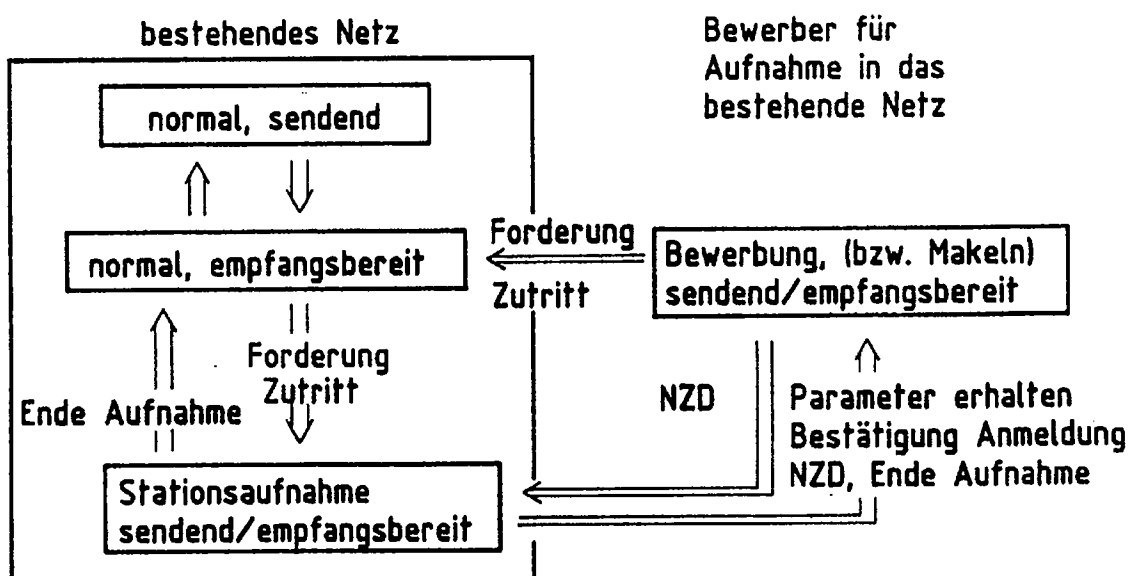 bestehendes Netz
Bewerber für
Aufnahme in das
bestehende Netz
normal, sendend
normal, empfangsbereit
Forderung
Zutritt
Bewerbung, (bzw. Makeln)
sendend/empfangsbereit
Forderung
Zutritt
Ende Aufnahme
NZD
Parameter erhalten
Bestätigung Anmeldung
NZD, Ende Aufnahme
Stationsaufnahme
sendend/empfangsbereit